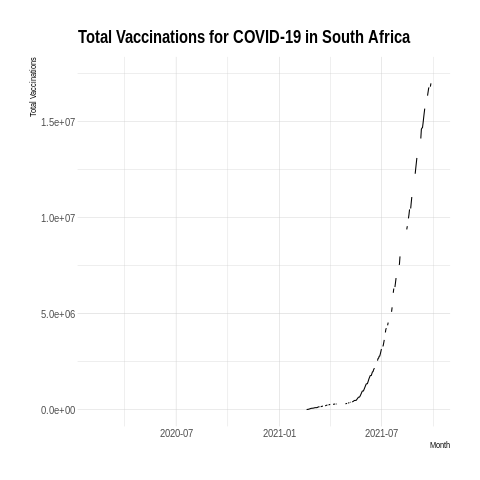 Total Vaccinations for COVID-19 in South Africa
Total Vaccinations
1.5e+07
1.0e+07
5.0e+06
0.0e+00
2020-07
2021-01
2021-07
Month